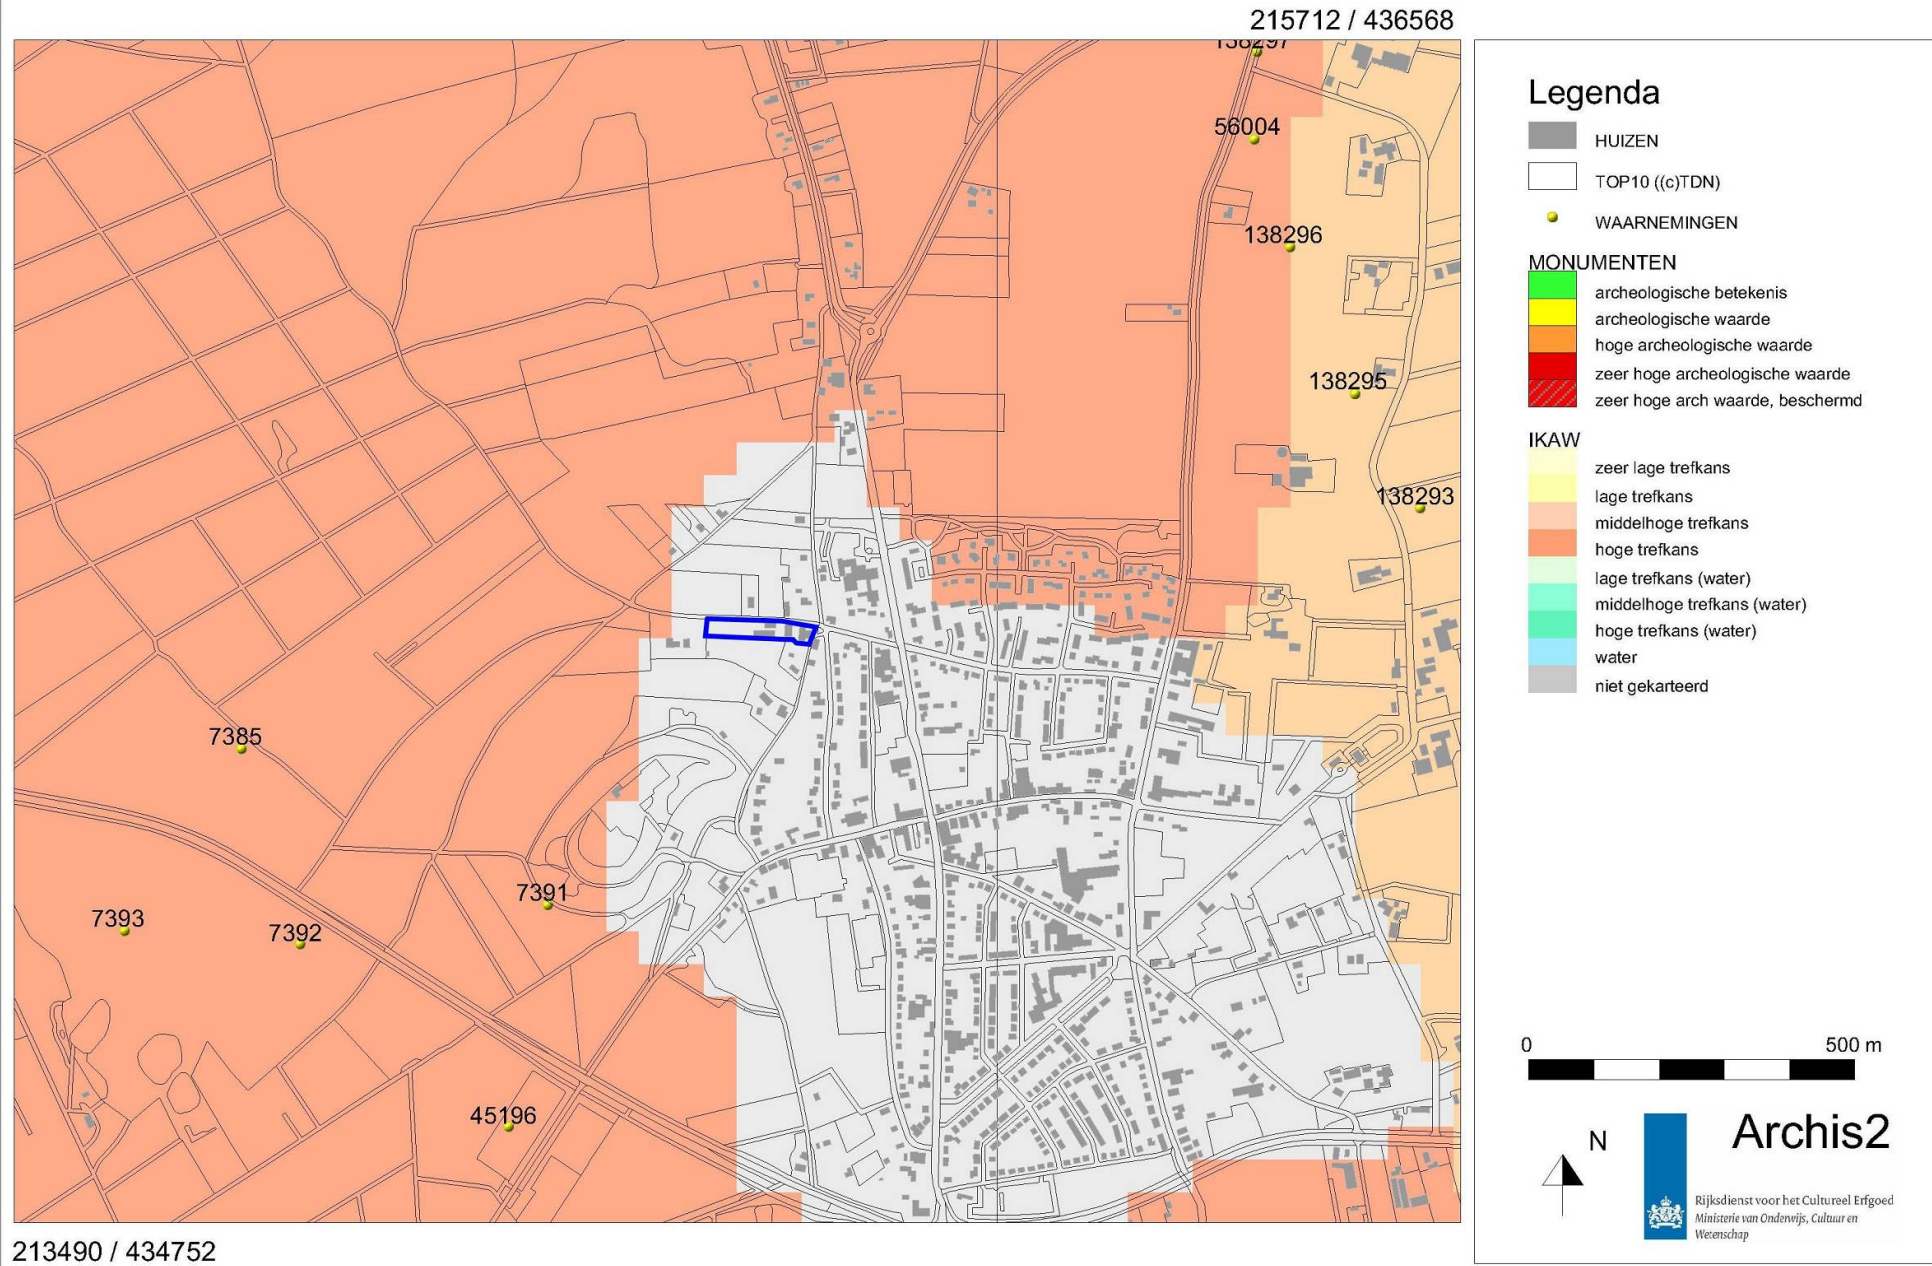 215712 / 436568
138297
56004
138296
138295
138293
7385
7391
7393
7392
45196
213490 / 434752
Legenda
HUIZEN
TOP10 ((c)TDN)
WAARNEMINGEN
MONUMENTEN
archeologische betekenis
archeologische waarde
hoge archeologische waarde
zeer hoge archeologische waarde
zeer hoge arch waarde, beschermd
IKAW
zeer lage trefkans
lage trefkans
middelhoge trefkans
hoge trefkans
lage trefkans (water)
middelhoge trefkans (water)
hoge trefkans (water)
water
niet gekarteerd
0 500 m
N
Archis2
Rijksdienst voor het Cultureel Erfgoed
Ministerie van Onderwijs, Cultuur en
Wetenschap